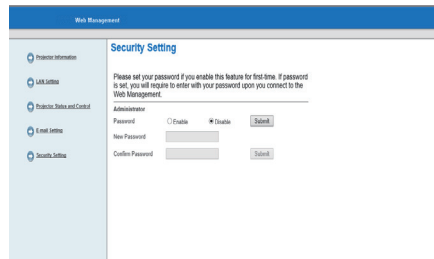 Web Management
Projector Information
LAN Setting
Projector Status and Control
E-mail Setting
Security Setting
Security Setting
Please set your password if you enable this feature for first-time. If password
is set, you will require to enter with your password upon you connect to the
Web Management.
Administrator
Password Enable Disable Submit
New Password
Confirm Password Submit